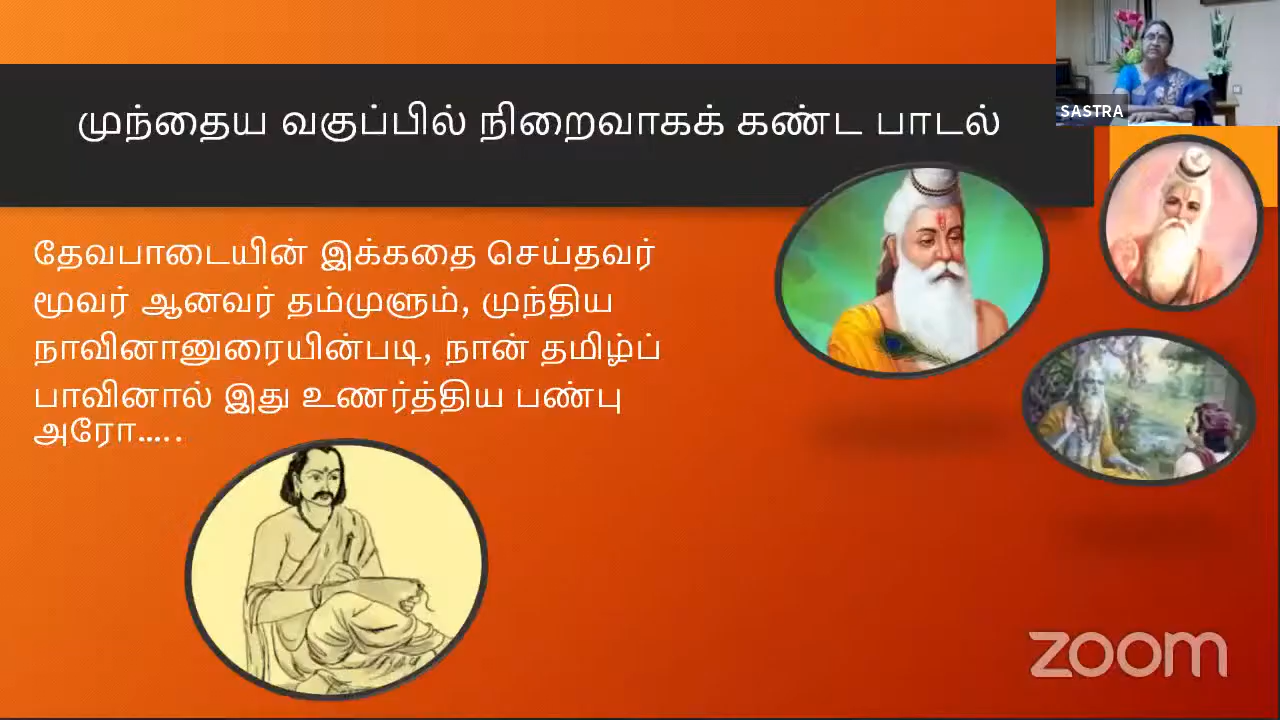 முந்தைய வகுப்பில் நிறைவாகக் கண்ட பாடல்
SASTRA
தேவபாடையின் இக்கதை செய்தவர்
மூவர் ஆனவர் தம்முளும், முந்திய
நாவினானுரையின்படி, நான் தமிழ்ப்
பாவினால் இது உணர்த்திய பண்பு
அரோ…..
zoom